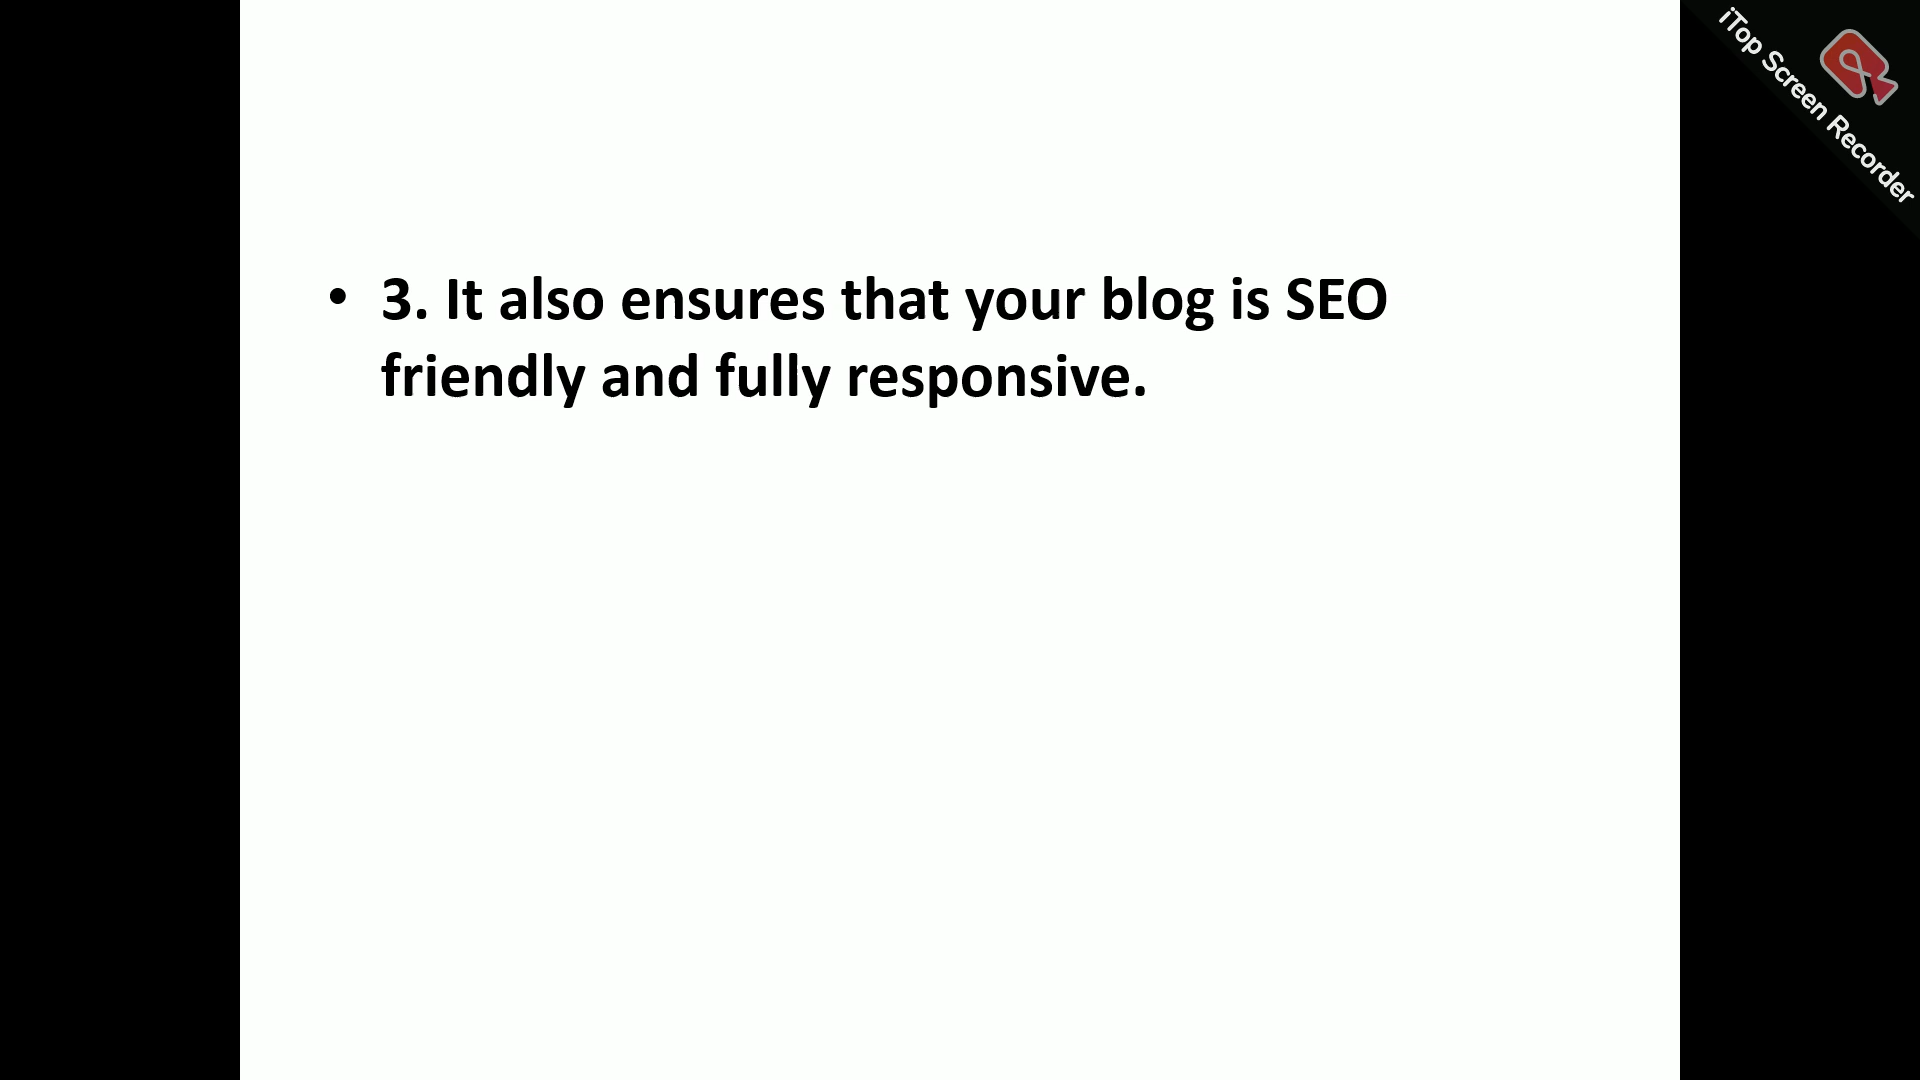 iTop Screen Recorder
• 3. It also ensures that your blog is SEO
friendly and fully responsive.